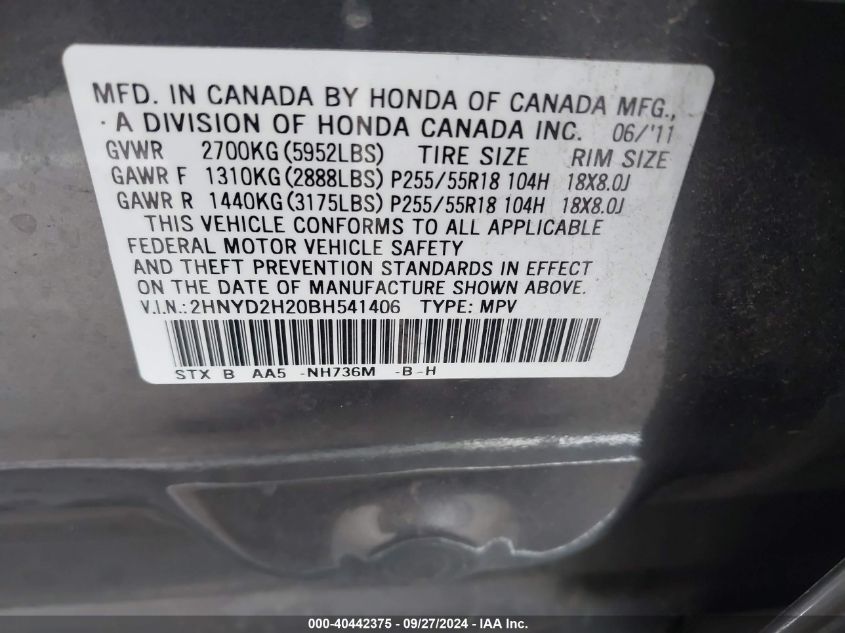 MFD. IN CANADA BY HONDA OF CANADA MFG.,
A DIVISION OF HONDA CANADA INC. 06/'11
GVWR 2700KG(5952LBS) TIRE SIZE RIM SIZE
GAWR F 1310KG(2888LBS) P255/55R18 104H 18X8.0J
GAWR R 1440KG(3175LBS) P255/55R18 104H 18X8.0J
THIS VEHICLE CONFORMS TO ALL APPLICABLE
FEDERAL MOTOR VEHICLE SAFETY
AND THEFT PREVENTION STANDARDS IN EFFECT
ON THE DATE OF MANUFACTURE SHOWN ABOVE.
V.I.N.:2HNYD2H20BH541406 TYPE: MPV
STX B AA5 -NH736M -B-H
000-40442375 - 09/27/2024 - IAA Inc.